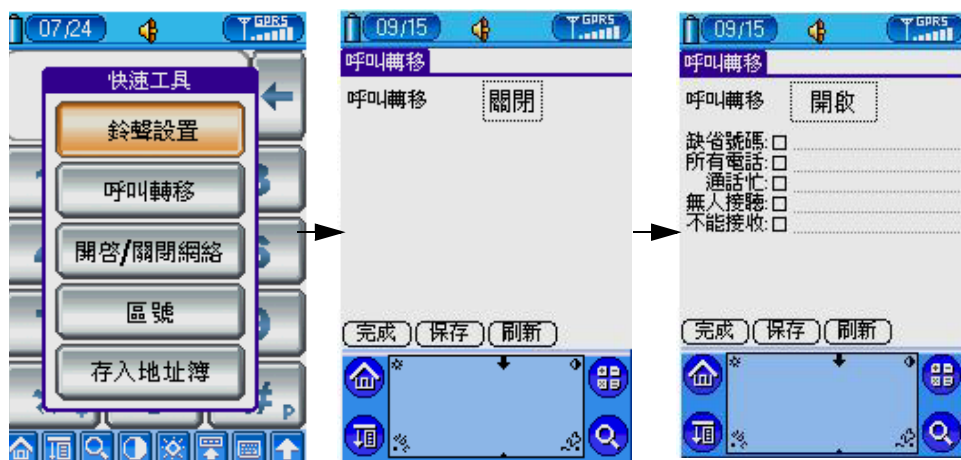 07/24 GPRS
快速工具
鈴聲設置
呼叫轉移
開啓/關閉網絡
區號
存入地址簿
# P
09/15 GPRS
呼叫轉移
呼叫轉移 關閉
完成 保存 刷新
09/15 GPRS
呼叫轉移
呼叫轉移 開啟
缺省號碼:
所有電話:
通話忙:
無人接聽:
不能接收:
完成 保存 刷新